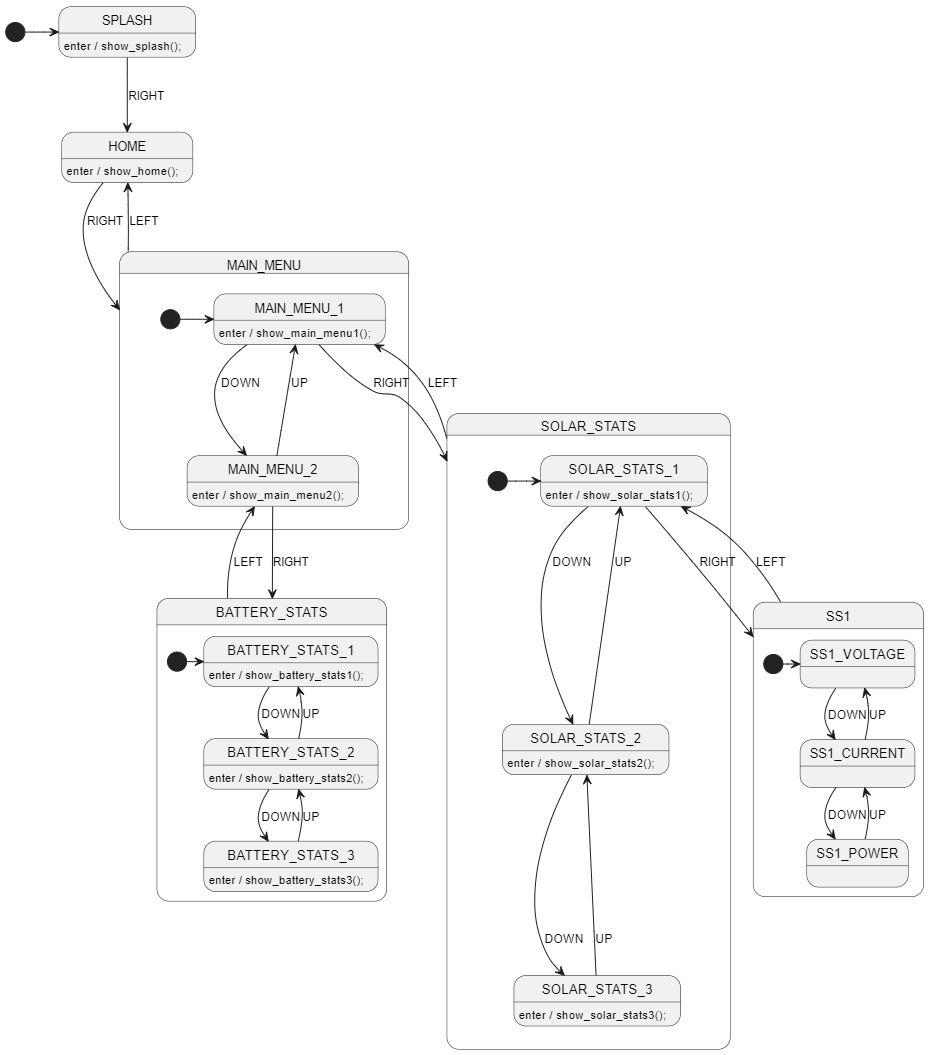 SPLASH
enter / show_splash();
RIGHT
HOME
enter / show_home();
RIGHT
LEFT
MAIN_MENU
MAIN_MENU_1
enter / show_main_menu1();
DOWN
UP
RIGHT
LEFT
MAIN_MENU_2
enter / show_main_menu2();
LEFT
RIGHT
BATTERY_STATS
BATTERY_STATS_1
enter / show_battery_stats1();
DOWN
UP
BATTERY_STATS_2
enter / show_battery_stats2();
DOWN
UP
BATTERY_STATS_3
enter / show_battery_stats3();
SOLAR_STATS
SOLAR_STATS_1
enter / show_solar_stats1();
DOWN
UP
RIGHT
LEFT
SOLAR_STATS_2
enter / show_solar_stats2();
DOWN
UP
SOLAR_STATS_3
enter / show_solar_stats3();
SS1
SS1_VOLTAGE
DOWN
UP
SS1_CURRENT
DOWN
UP
SS1_POWER